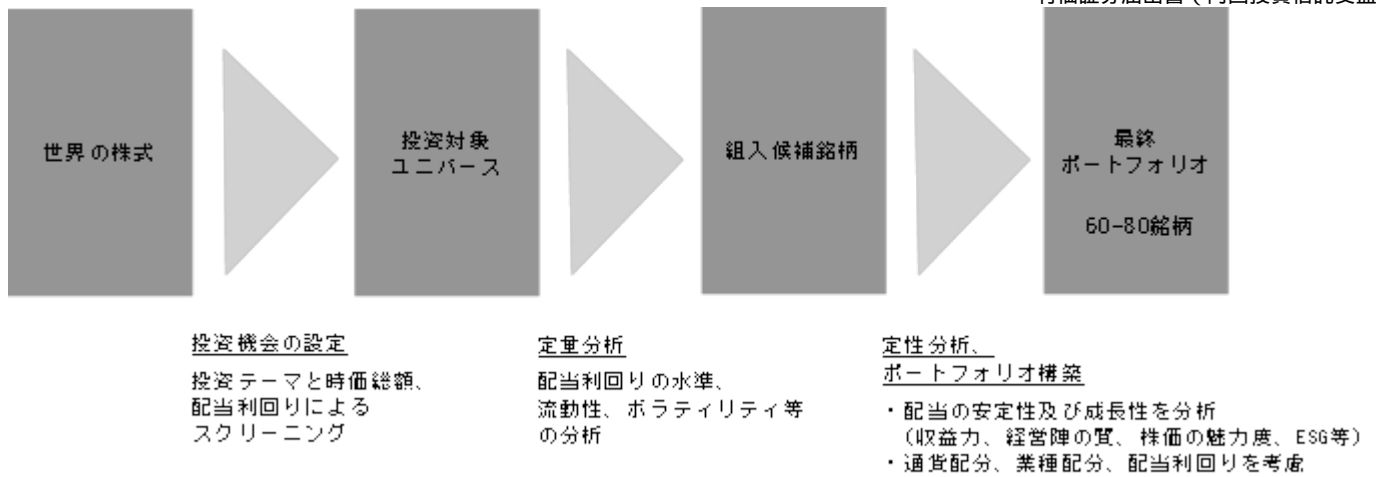 世界の株式
投資対象
ユニバース
組入候補銘柄
最終
ポートフォリオ
60-80銘柄
投資機会の設定
投資テーマと時価総額、
配当利回りによる
スクリーニング
定量分析
配当利回りの水準、
流動性、ボラティリティ等
の分析
定性分析、
ポートフォリオ構築
・配当の安定性及び成長性を分析
（収益力、経営陣の質、株価の魅力度、ESG等）
・通貨配分、業種配分、配当利回りを考慮